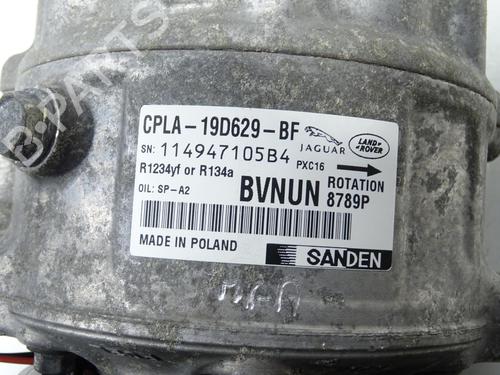 CPLA-19D629-BF
JAGUAR
LAND ROVER
SN: 114947105B4
PXC16
R1234yf or R134a
OIL: SP-A2
BVNUN
ROTATION
8789P
MADE IN POLAND
SANDEN
B-PARTS